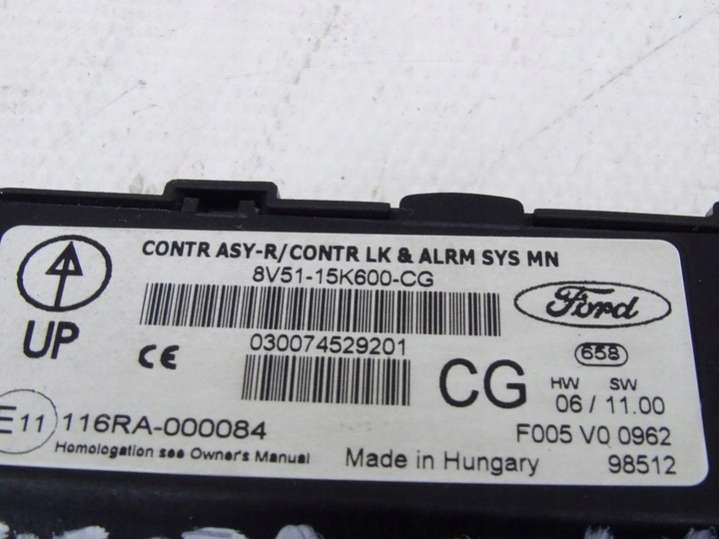 CONTR ASY-R/CONTR LK & ALRM SYS MN
8V51-15K600-CG
Ford
UP
CE
030074529201
CG
658
HW SW
06 / 11.00
E11 116RA-000084
F005 V0 0962
Homologation see Owner's Manual
Made in Hungary
98512